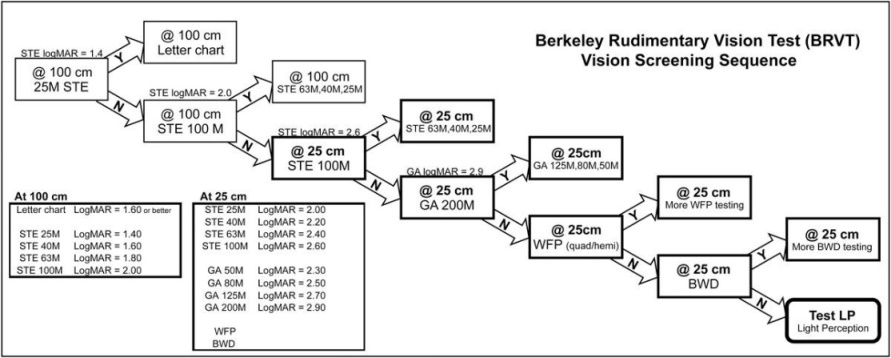 Berkeley Rudimentary Vision Test (BRVT)
Vision Screening Sequence
STE logMAR = 1.4
@ 100 cm
25M STE
Y
@ 100 cm
Letter chart
N
STE logMAR = 2.0
@ 100 cm
STE 100 M
Y
@ 100 cm
STE 63M,40M,25M
N
STE logMAR = 2.6
@ 25 cm
STE 100M
Y
@ 25 cm
STE 63M,40M,25M
N
GA logMAR = 2.9
@ 25 cm
GA 200M
Y
@ 25cm
GA 125M,80M,50M
N
@ 25cm
WFP (quad/hemi)
Y
@ 25 cm
More WFP testing
N
@ 25 cm
BWD
Y
@ 25 cm
More BWD testing
N
Test LP
Light Perception
At 100 cm
Letter chart LogMAR = 1.60 or better
STE 25M LogMAR = 1.40
STE 40M LogMAR = 1.60
STE 63M LogMAR = 1.80
STE 100M LogMAR = 2.00
At 25 cm
STE 25M LogMAR = 2.00
STE 40M LogMAR = 2.20
STE 63M LogMAR = 2.40
STE 100M LogMAR = 2.60
GA 50M LogMAR = 2.30
GA 80M LogMAR = 2.50
GA 125M LogMAR = 2.70
GA 200M LogMAR = 2.90
WFP
BWD